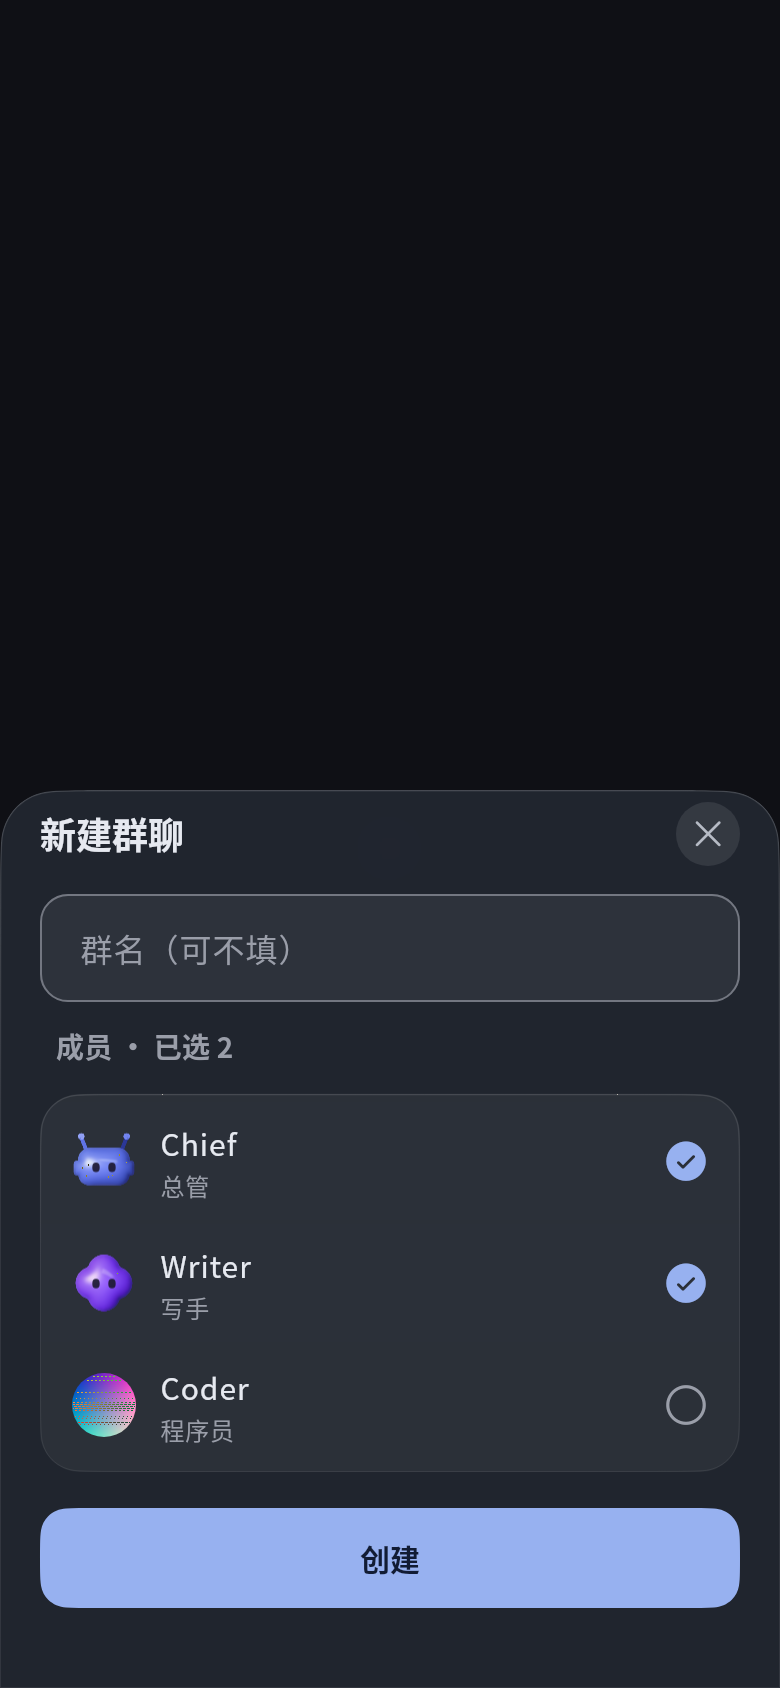 新建群聊
群名（可不填）
成员 · 已选 2
Chief
总管
Writer
写手
Coder
程序员
创建